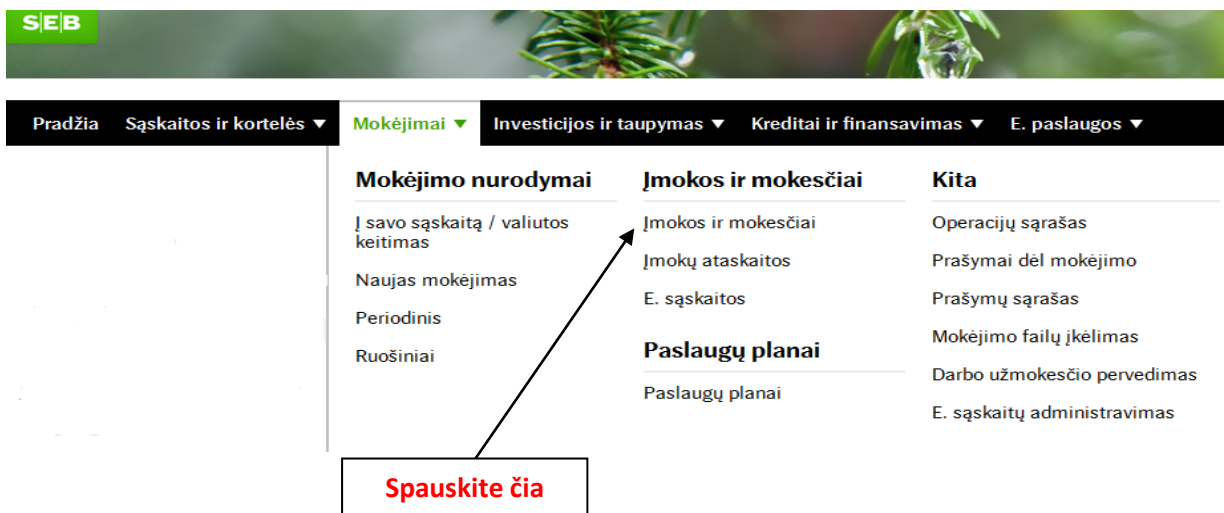 S|E|B
Pradžia Sąskaitos ir kortelės ▼ Mokėjimai ▼ Investicijos ir taupymas ▼ Kreditai ir finansavimas ▼ E. paslaugos ▼
Mokėjimo nurodymai
Į savo sąskaitą / valiutos
keitimas
Naujas mokėjimas
Periodinis
Ruošiniai
Įmokos ir mokesčiai
Įmokos ir mokesčiai
Įmokų ataskaitos
E. sąskaitos
Paslaugų planai
Paslaugų planai
Kita
Operacijų sąrašas
Prašymai dėl mokėjimo
Prašymų sąrašas
Mokėjimo failų įkėlimas
Darbo užmokesčio pervedimas
E. sąskaitų administravimas
Spauskite čia